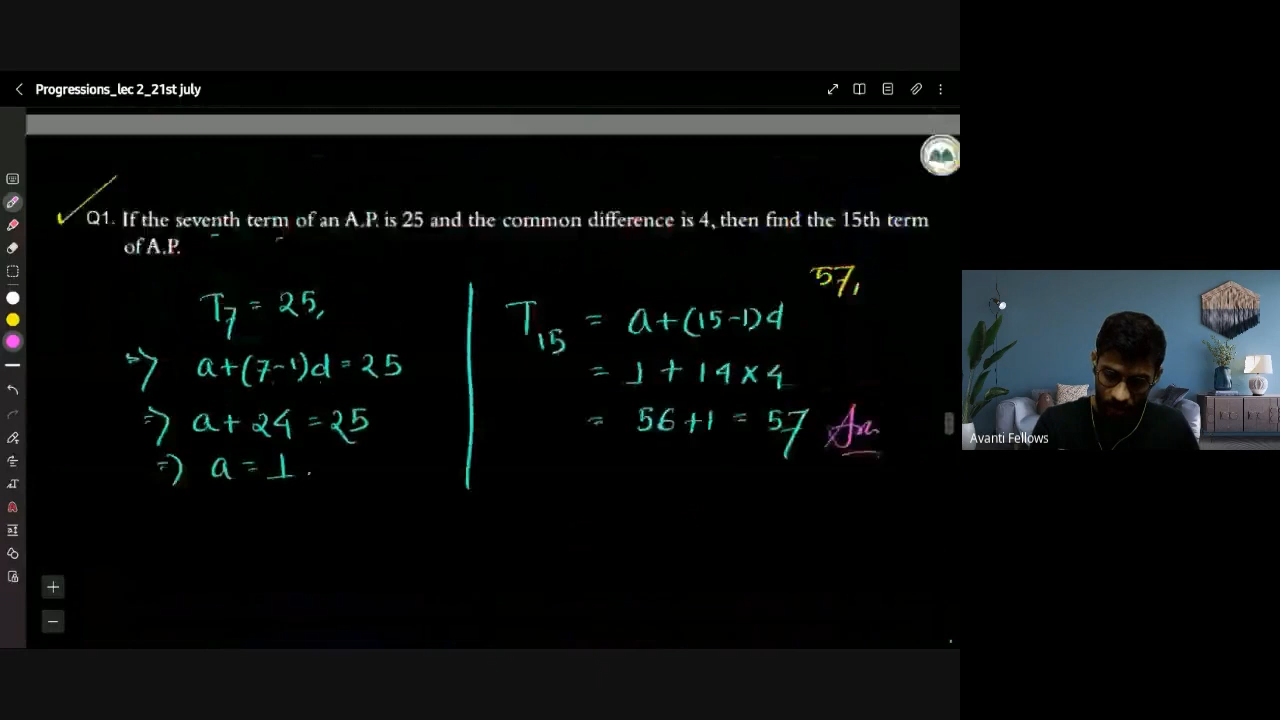 Progressions_lec 2_21st july
Q1. If the seventh term of an A.P. is 25 and the common difference is 4, then find the 15th term
of A.P.
57,
T₇ = 25,
=> a+(7-1)d = 25
=> a + 24 = 25
=> a = 1.
T₁₅ = a+(15-1)d
= 1 + 14 x 4
= 56 + 1 = 57 Ans
Avanti Fellows